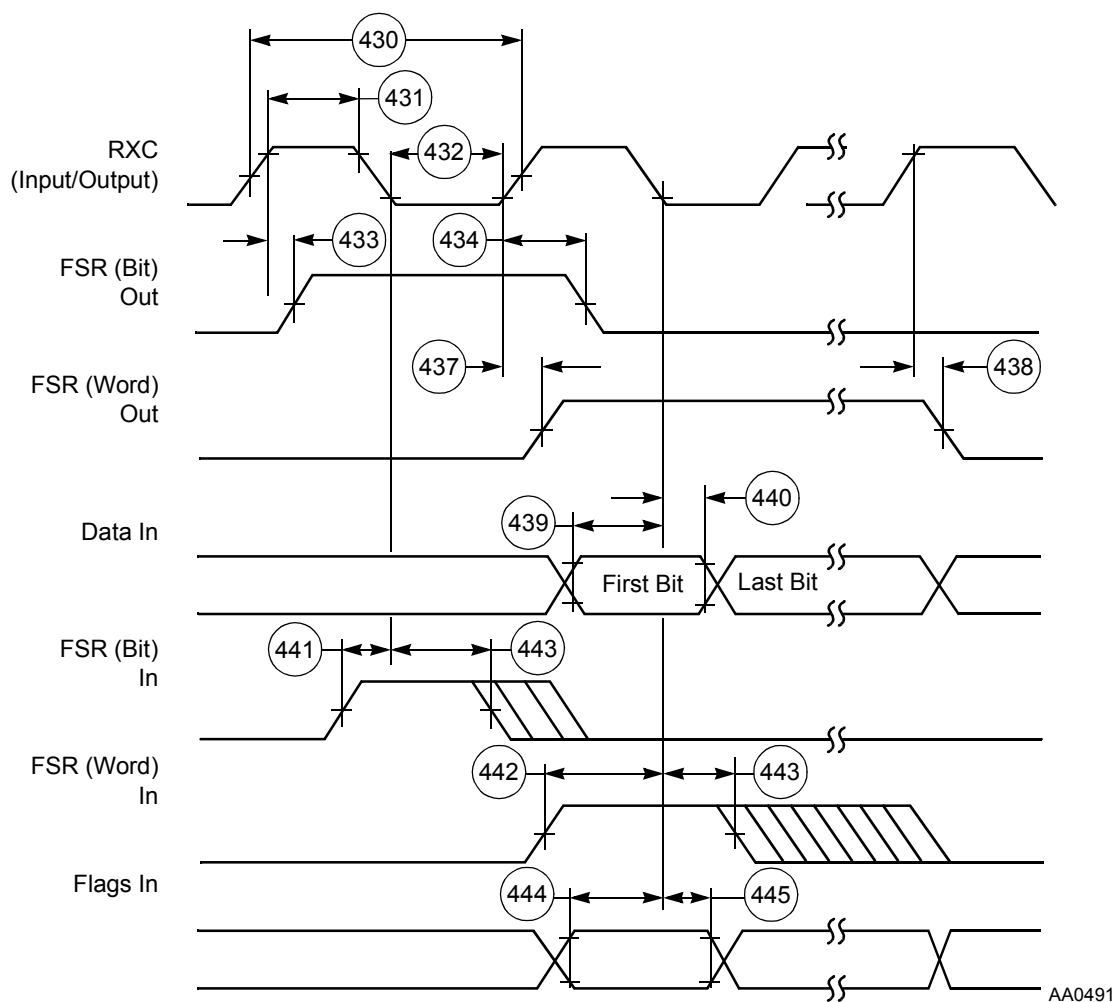 430
431
RXC
(Input/Output)
432
433
434
FSR (Bit)
Out
437
438
FSR (Word)
Out
439
440
Data In
First Bit
Last Bit
441
443
FSR (Bit)
In
442
443
FSR (Word)
In
444
445
Flags In
AA0491